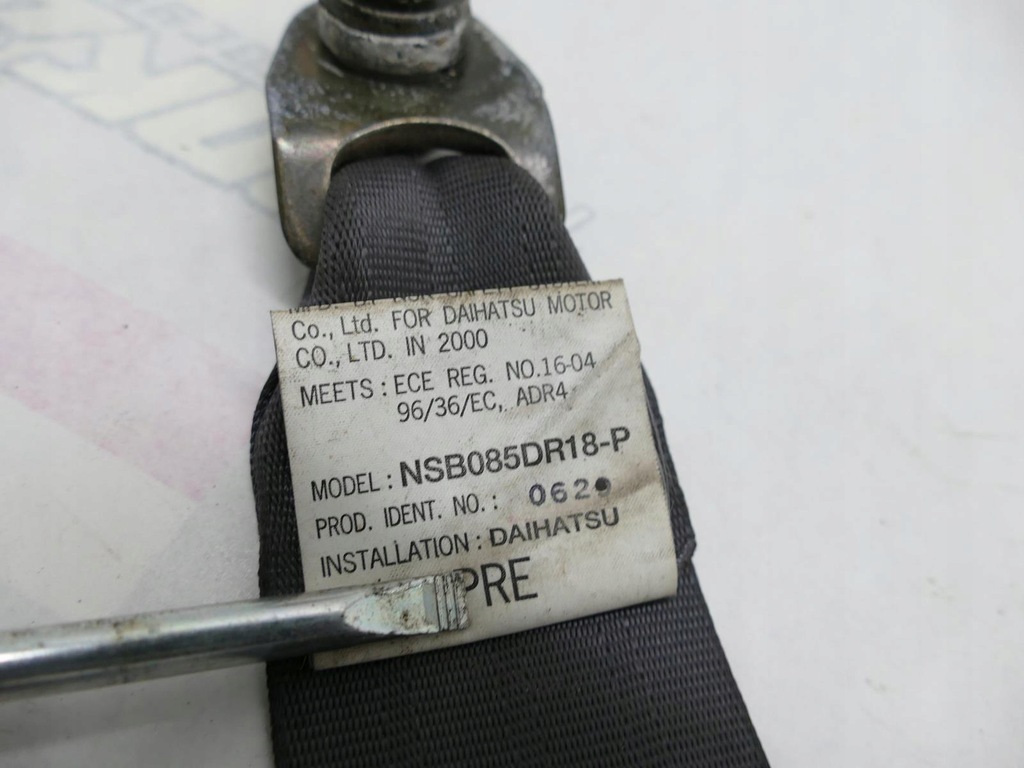 Co., Ltd. FOR DAIHATSU MOTOR
CO., LTD. IN 2000
MEETS : ECE REG. NO.16-04
96/36/EC, ADR4
MODEL : NSB085DR18-P
PROD. IDENT. NO. :
INSTALLATION : DAIHATSU
PRE